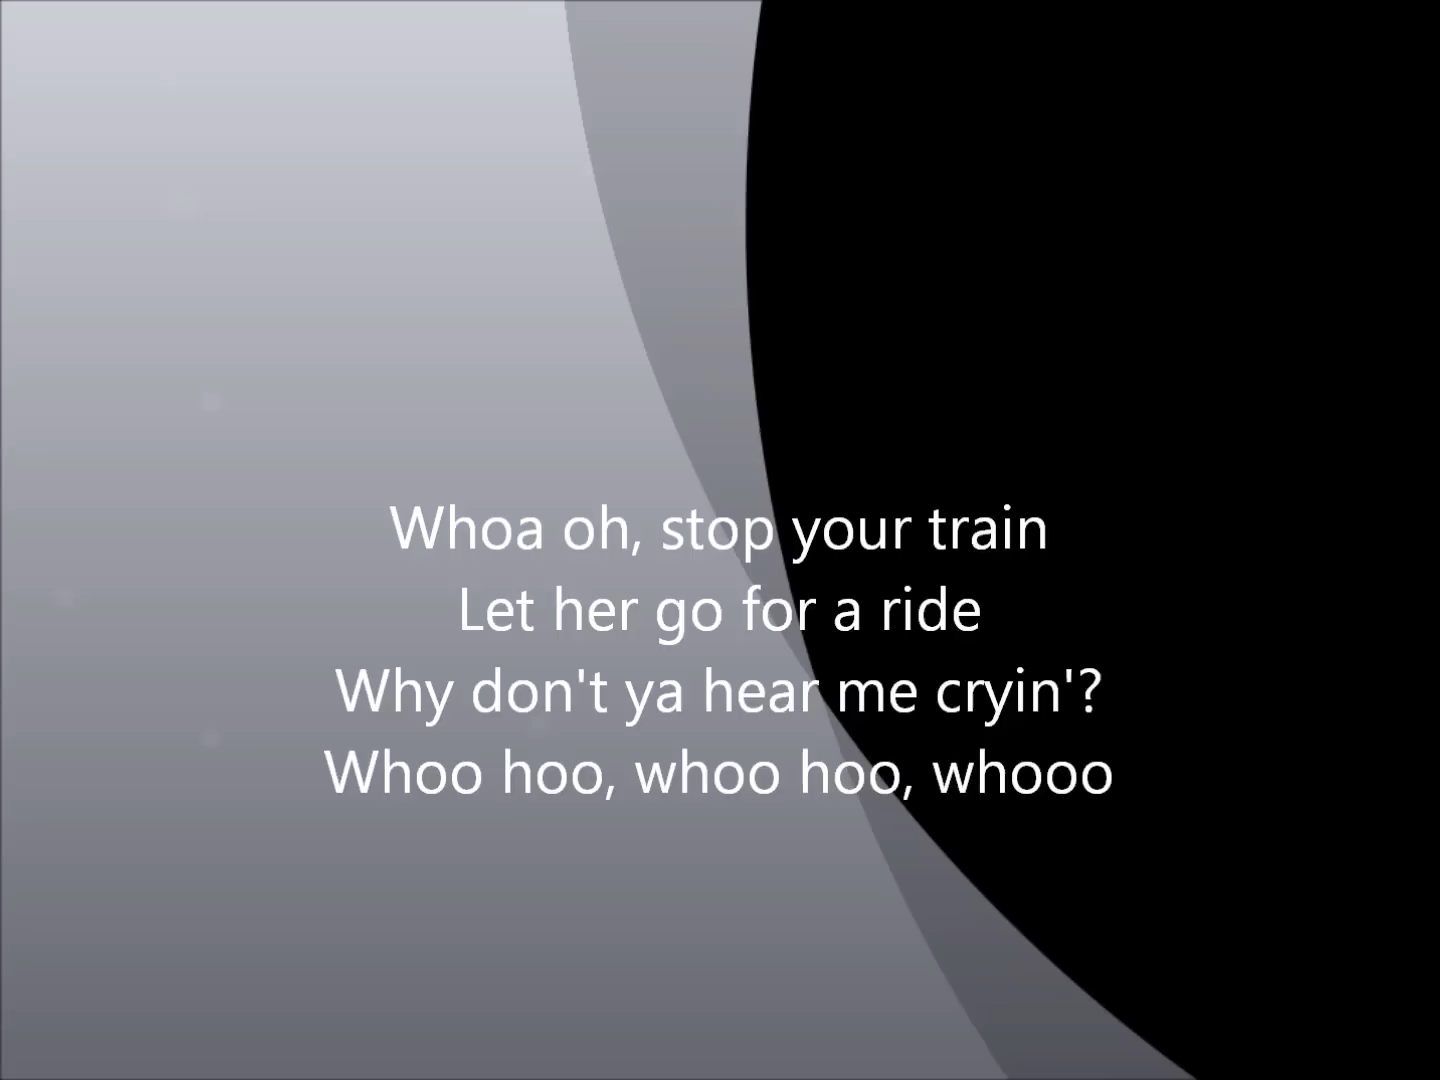 Whoa oh, stop your train
Let her go for a ride
Why don't ya hear me cryin'?
Whoo hoo, whoo hoo, whooo